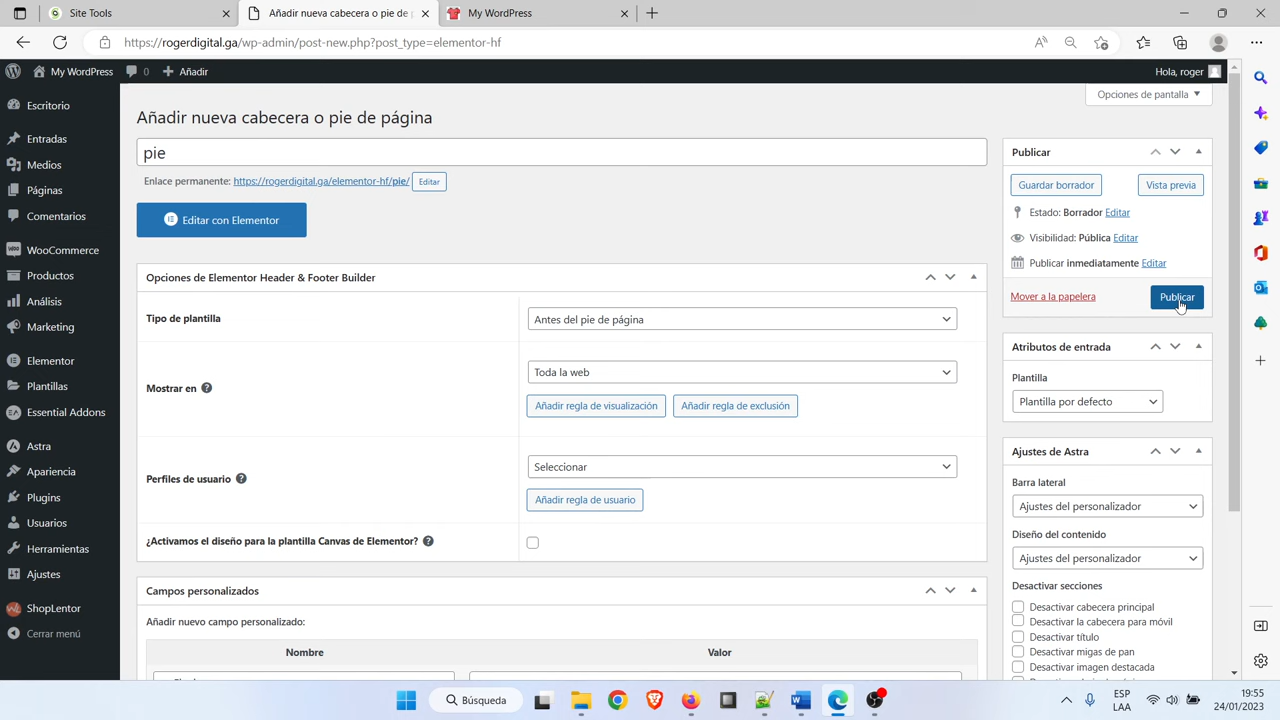 Site Tools
Añadir nueva cabecera o pie de p
My WordPress
https://rogerdigital.ga/wp-admin/post-new.php?post_type=elementor-hf
My WordPress
0
Añadir
Hola, roger
Opciones de pantalla
Escritorio
Entradas
Medios
Páginas
Comentarios
WooCommerce
Productos
Análisis
Marketing
Elementor
Plantillas
Essential Addons
Astra
Apariencia
Plugins
Usuarios
Herramientas
Ajustes
ShopLentor
Cerrar menú
Añadir nueva cabecera o pie de página
pie
Enlace permanente: https://rogerdigital.ga/elementor-hf/pie/ Editar
Editar con Elementor
Opciones de Elementor Header & Footer Builder
Tipo de plantilla
Antes del pie de página
Mostrar en
Toda la web
Añadir regla de visualización
Añadir regla de exclusión
Perfiles de usuario
Seleccionar
Añadir regla de usuario
¿Activamos el diseño para la plantilla Canvas de Elementor?
Campos personalizados
Añadir nuevo campo personalizado:
Nombre
Valor
Publicar
Guardar borrador
Vista previa
Estado: Borrador Editar
Visibilidad: Pública Editar
Publicar inmediatamente Editar
Mover a la papelera
Publicar
Atributos de entrada
Plantilla
Plantilla por defecto
Ajustes de Astra
Barra lateral
Ajustes del personalizador
Diseño del contenido
Ajustes del personalizador
Desactivar secciones
Desactivar cabecera principal
Desactivar la cabecera para móvil
Desactivar título
Desactivar migas de pan
Desactivar imagen destacada
Búsqueda
ESP
LAA
19:55
24/01/2023